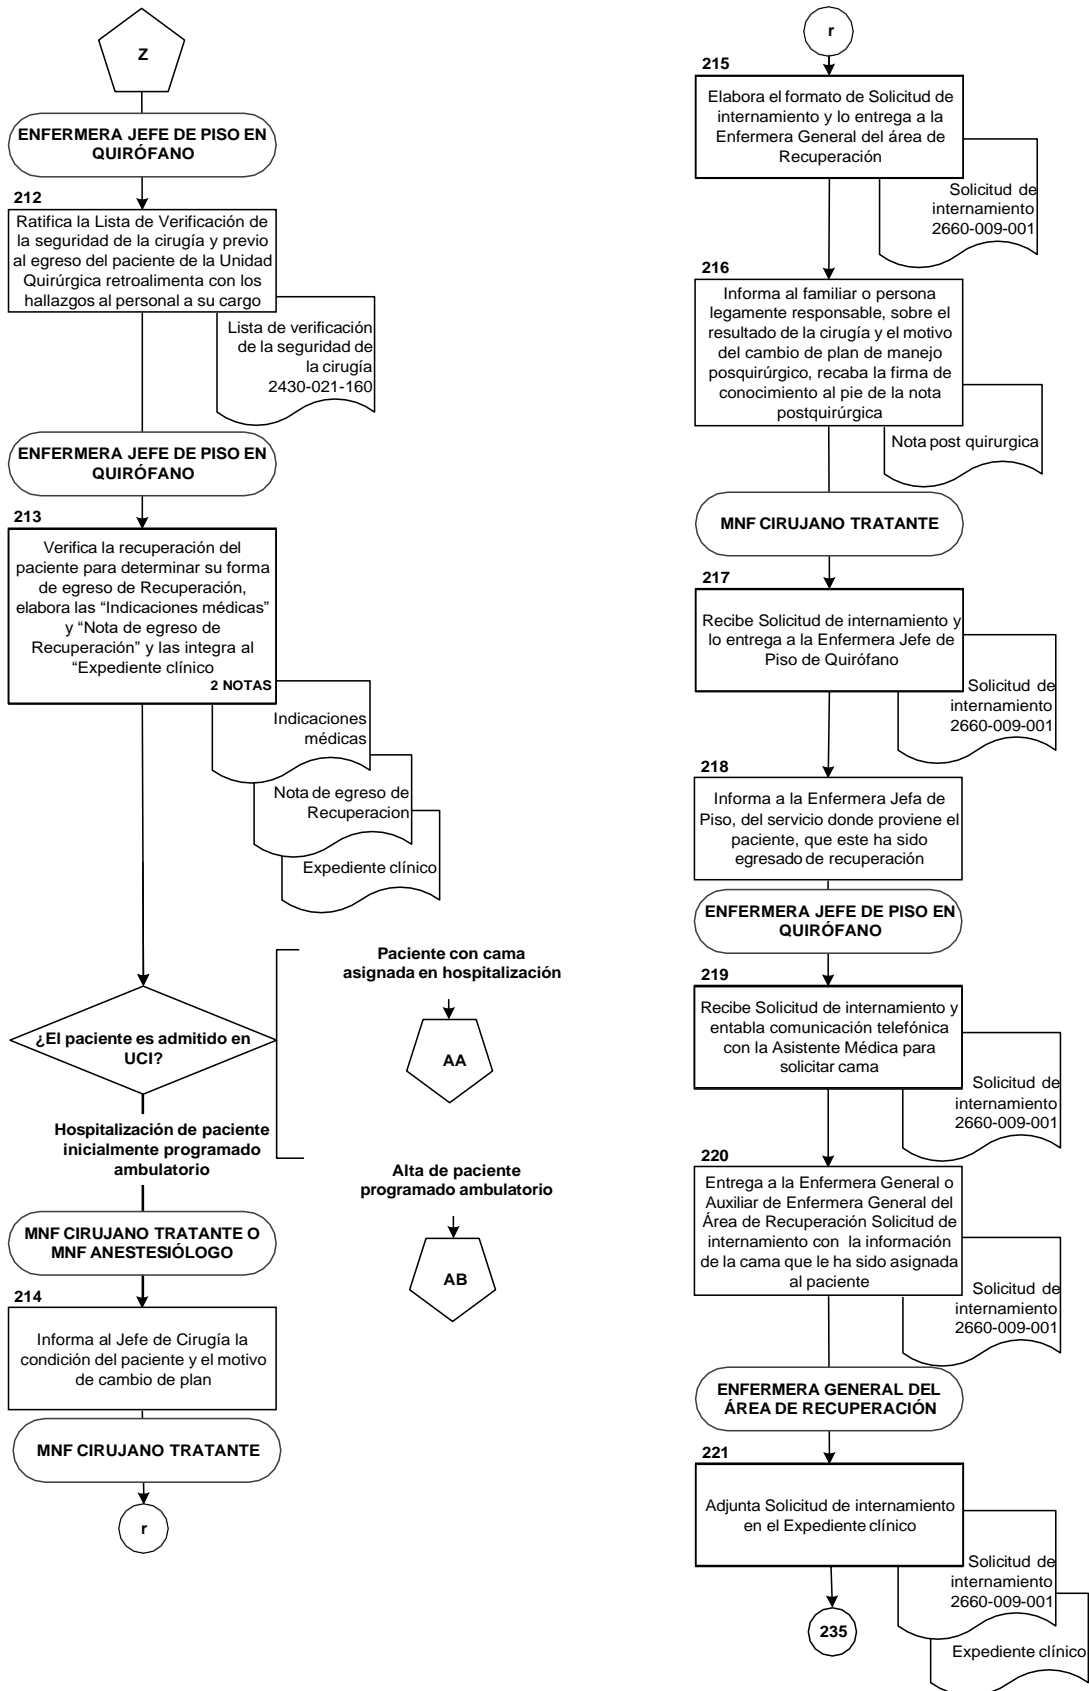 Z
ENFERMERA JEFE DE PISO EN
QUIRÓFANO
212
Ratifica la Lista de Verificación de
la seguridad de la cirugía y previo
al egreso del paciente de la Unidad
Quirúrgica retroalimenta con los
hallazgos al personal a su cargo
Lista de verificación
de la seguridad de
la cirugía
2430-021-160
ENFERMERA JEFE DE PISO EN
QUIRÓFANO
213
Verifica la recuperación del
paciente para determinar su forma
de egreso de Recuperación,
elabora las “Indicaciones médicas”
y “Nota de egreso de
Recuperación” y las integra al
“Expediente clínico
2 NOTAS
Indicaciones
médicas
Nota de egreso de
Recuperacion
Expediente clínico
¿El paciente es admitido en
UCI?
Paciente con cama
asignada en hospitalización
AA
Alta de paciente
programado ambulatorio
AB
Hospitalización de paciente
inicialmente programado
ambulatorio
MNF CIRUJANO TRATANTE O
MNF ANESTESIÓLOGO
214
Informa al Jefe de Cirugía la
condición del paciente y el motivo
de cambio de plan
MNF CIRUJANO TRATANTE
r
r
215
Elabora el formato de Solicitud de
internamiento y lo entrega a la
Enfermera General del área de
Recuperación
Solicitud de
internamiento
2660-009-001
216
Informa al familiar o persona
legamente responsable, sobre el
resultado de la cirugía y el motivo
del cambio de plan de manejo
posquirúrgico, recaba la firma de
conocimiento al pie de la nota
postquirúrgica
Nota post quirurgica
MNF CIRUJANO TRATANTE
217
Recibe Solicitud de internamiento y
lo entrega a la Enfermera Jefe de
Piso de Quirófano
Solicitud de
internamiento
2660-009-001
218
Informa a la Enfermera Jefa de
Piso, del servicio donde proviene el
paciente, que este ha sido
egresado de recuperación
ENFERMERA JEFE DE PISO EN
QUIRÓFANO
219
Recibe Solicitud de internamiento y
entabla comunicación telefónica
con la Asistente Médica para
solicitar cama
Solicitud de
internamiento
2660-009-001
220
Entrega a la Enfermera General o
Auxiliar de Enfermera General del
Área de Recuperación Solicitud de
internamiento con la información
de la cama que le ha sido asignada
al paciente
Solicitud de
internamiento
2660-009-001
ENFERMERA GENERAL DEL
ÁREA DE RECUPERACIÓN
221
Adjunta Solicitud de internamiento
en el Expediente clínico
Solicitud de
internamiento
2660-009-001
Expediente clínico
235